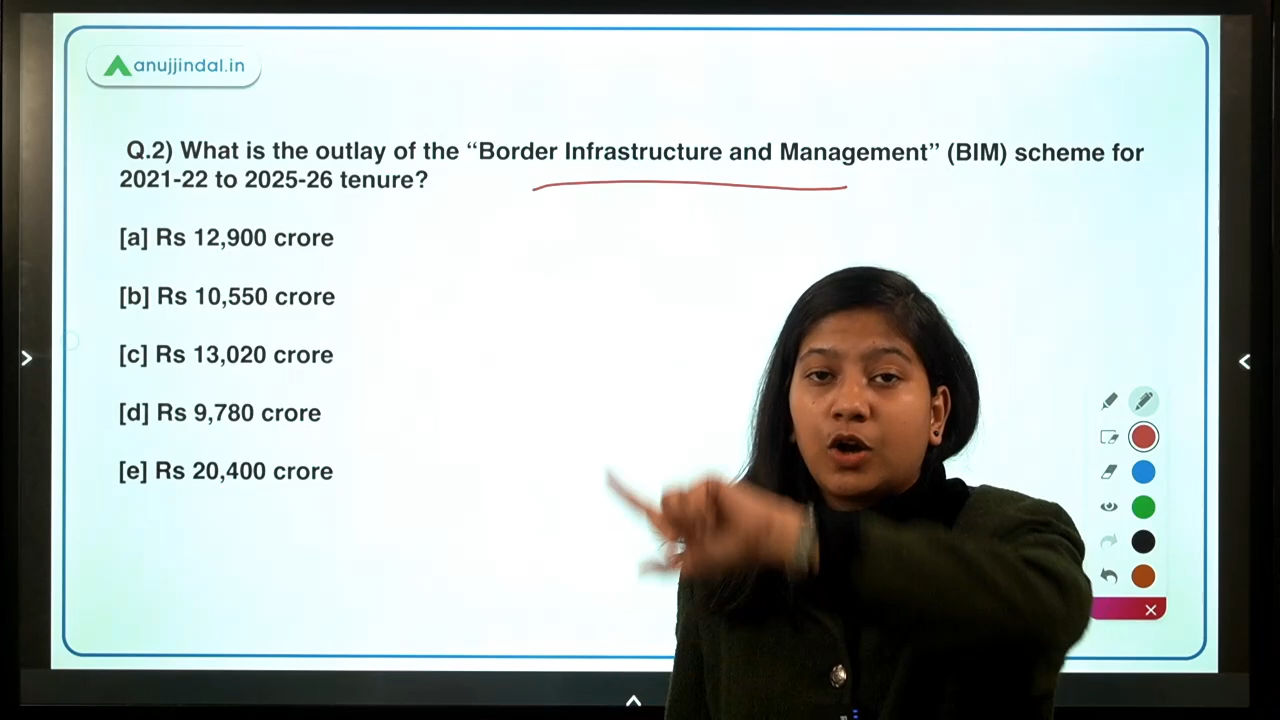 anujjindal.in
Q.2) What is the outlay of the “Border Infrastructure and Management” (BIM) scheme for
2021-22 to 2025-26 tenure?
[a] Rs 12,900 crore
[b] Rs 10,550 crore
[c] Rs 13,020 crore
[d] Rs 9,780 crore
[e] Rs 20,400 crore